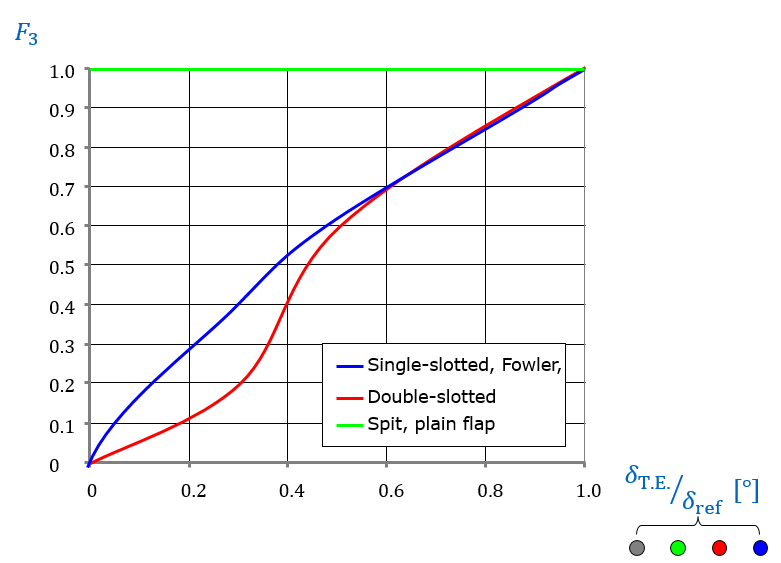 F₃
1.0
0.9
0.8
0.7
0.6
0.5
0.4
0.3
0.2
0.1
0
Single-slotted, Fowler,
Double-slotted
Spit, plain flap
0 0.2 0.4 0.6 0.8 1.0
δT.E./δref [°]